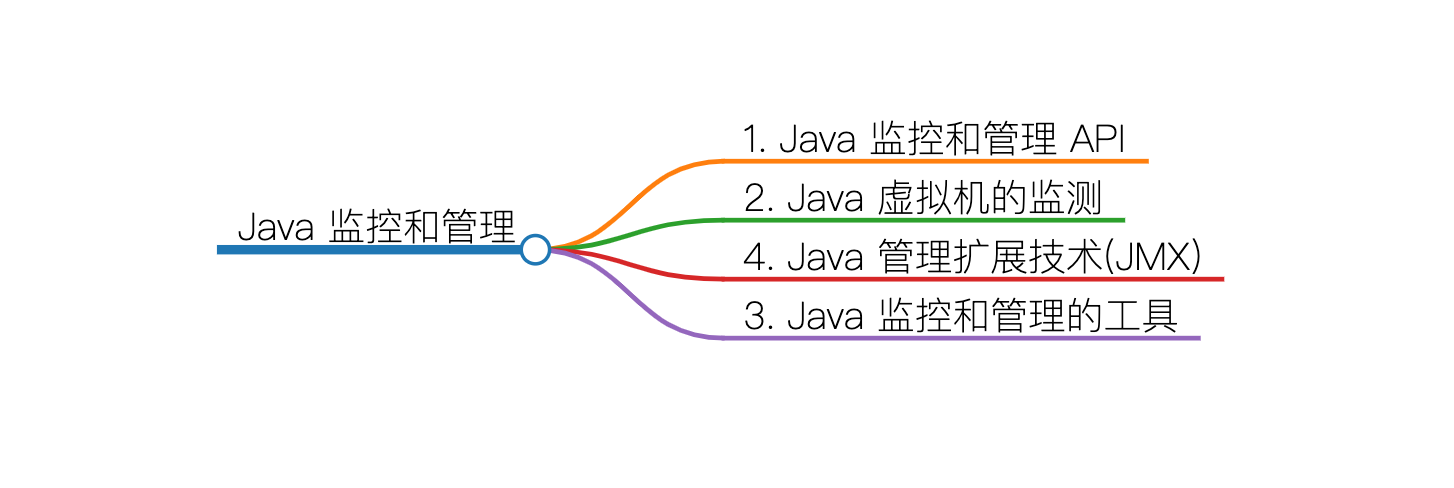 Java 监控和管理
1. Java 监控和管理 API
2. Java 虚拟机的监测
4. Java 管理扩展技术(JMX)
3. Java 监控和管理的工具